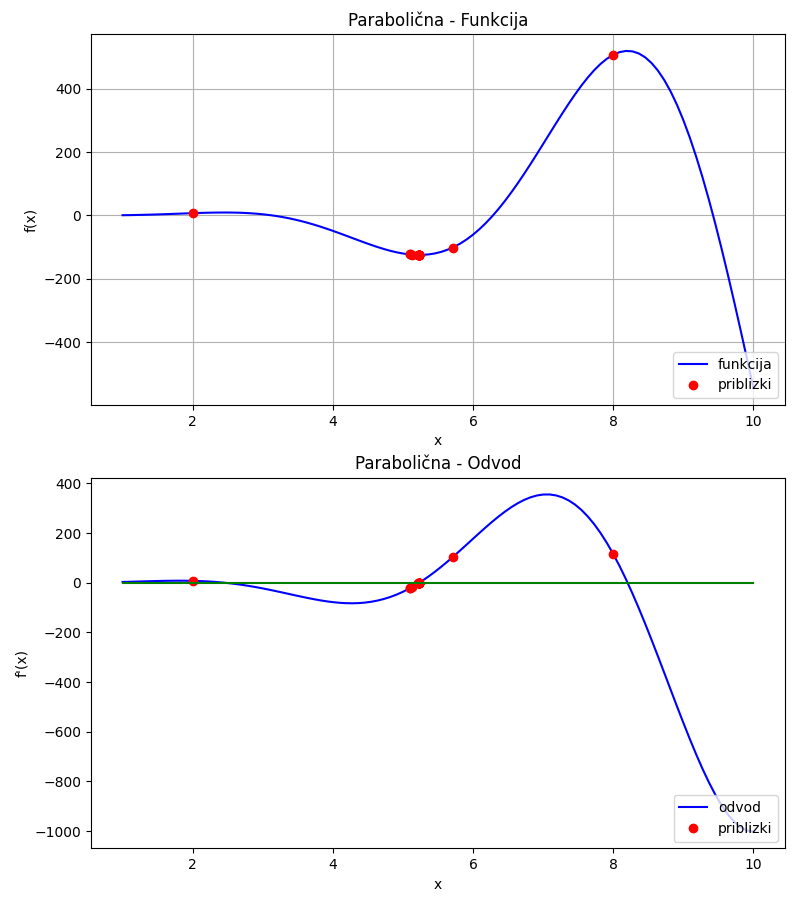 Parabolična - Funkcija
400
200
0
−200
−400
f(x)
2
4
6
8
10
x
funkcija
priblizki
Parabolična - Odvod
400
200
0
−200
−400
−600
−800
−1000
f'(x)
2
4
6
8
10
x
odvod
priblizki